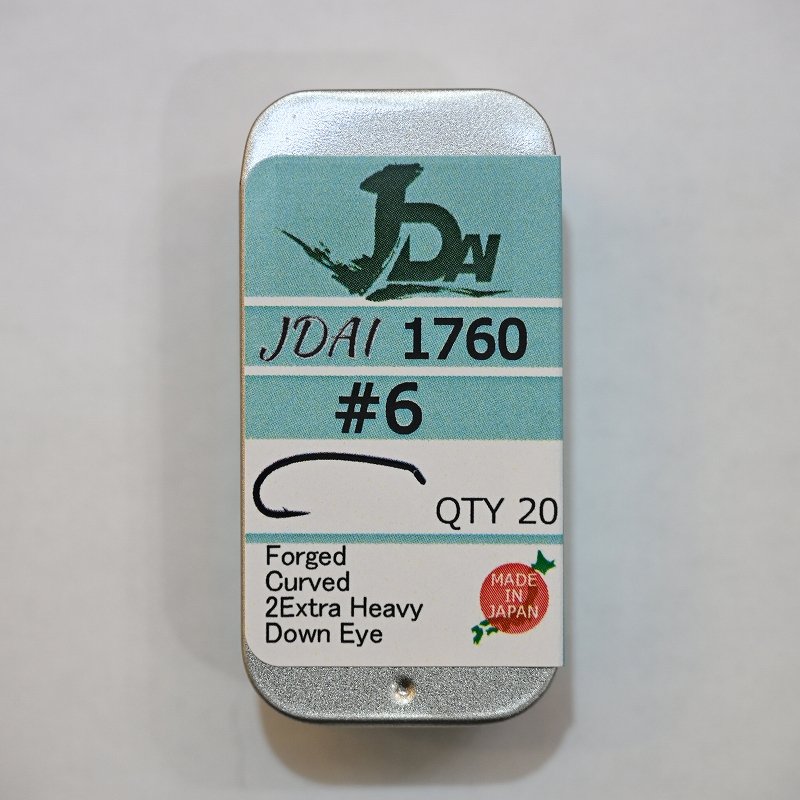 JDAI
JDAI 1760
#6
QTY 20
Forged
Curved
2Extra Heavy
Down Eye
MADE
IN
JAPAN